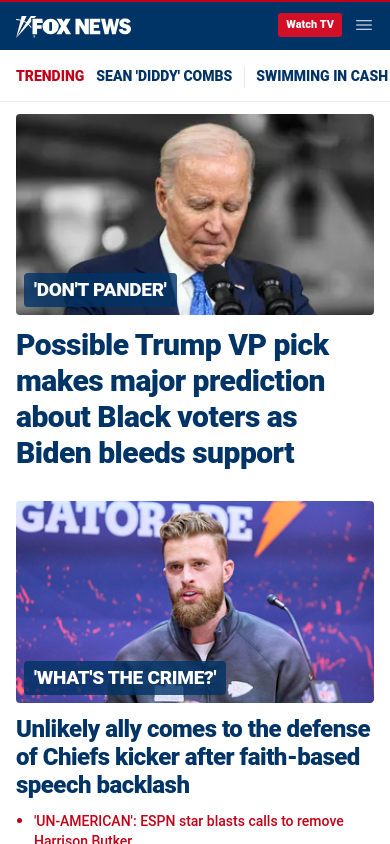 FOX NEWS
Watch TV
TRENDING SEAN 'DIDDY' COMBS SWIMMING IN CASH
'DON'T PANDER'
Possible Trump VP pick
makes major prediction
about Black voters as
Biden bleeds support
GATORADE
NFL
'WHAT'S THE CRIME?'
Unlikely ally comes to the defense
of Chiefs kicker after faith-based
speech backlash
'UN-AMERICAN': ESPN star blasts calls to remove
Harrison Butker